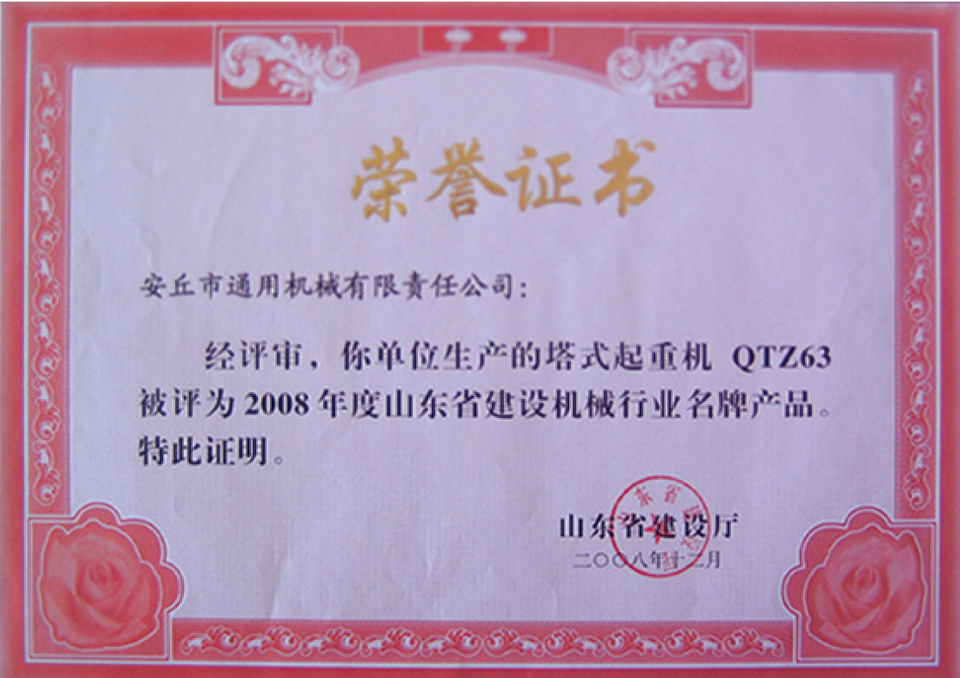 荣誉证书
安丘市通用机械有限责任公司：
经评审，你单位生产的塔式起重机 QTZ63
被评为2008年度山东省建设机械行业名牌产品。
特此证明。
山东省建设厅
二〇〇八年十二月